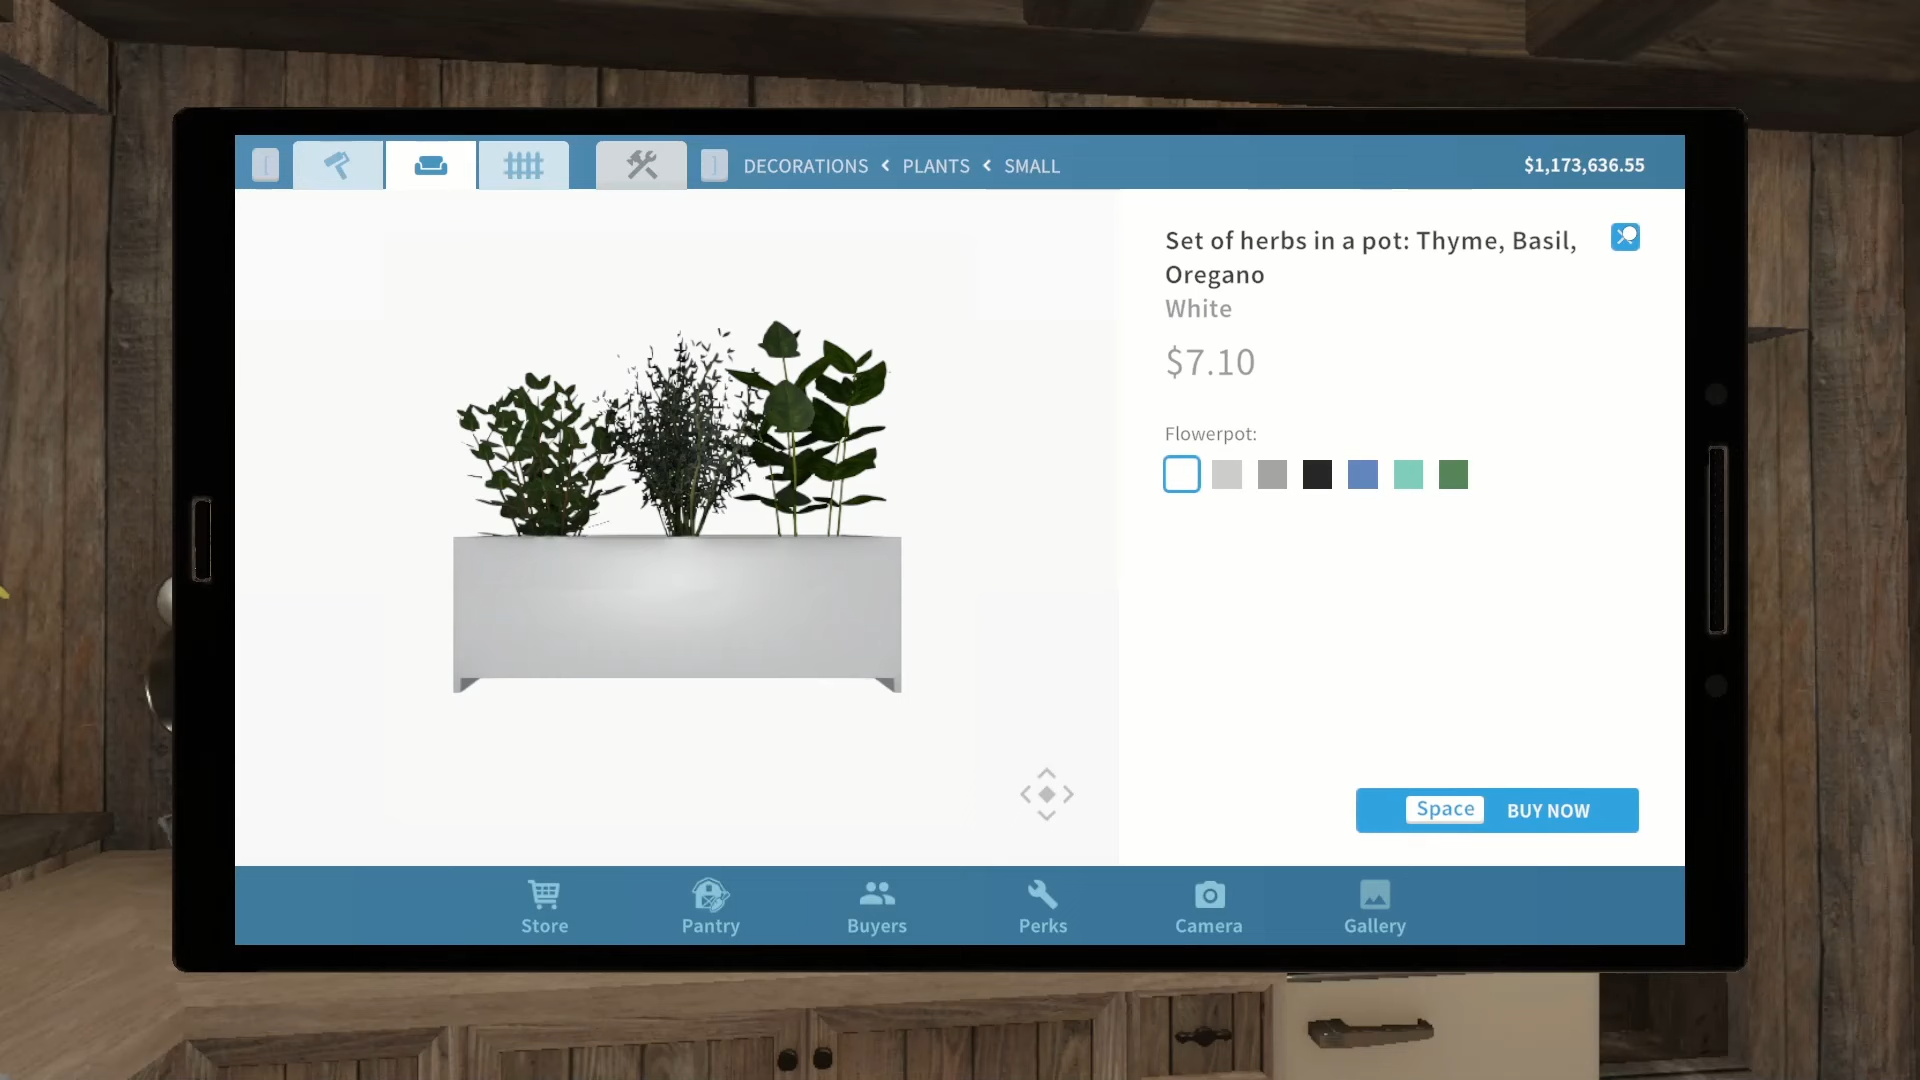 [ ] DECORATIONS < PLANTS < SMALL $1,173,636.55
Set of herbs in a pot: Thyme, Basil,
Oregano
White
$7.10
Flowerpot:
Space BUY NOW
Store Pantry Buyers Perks Camera Gallery